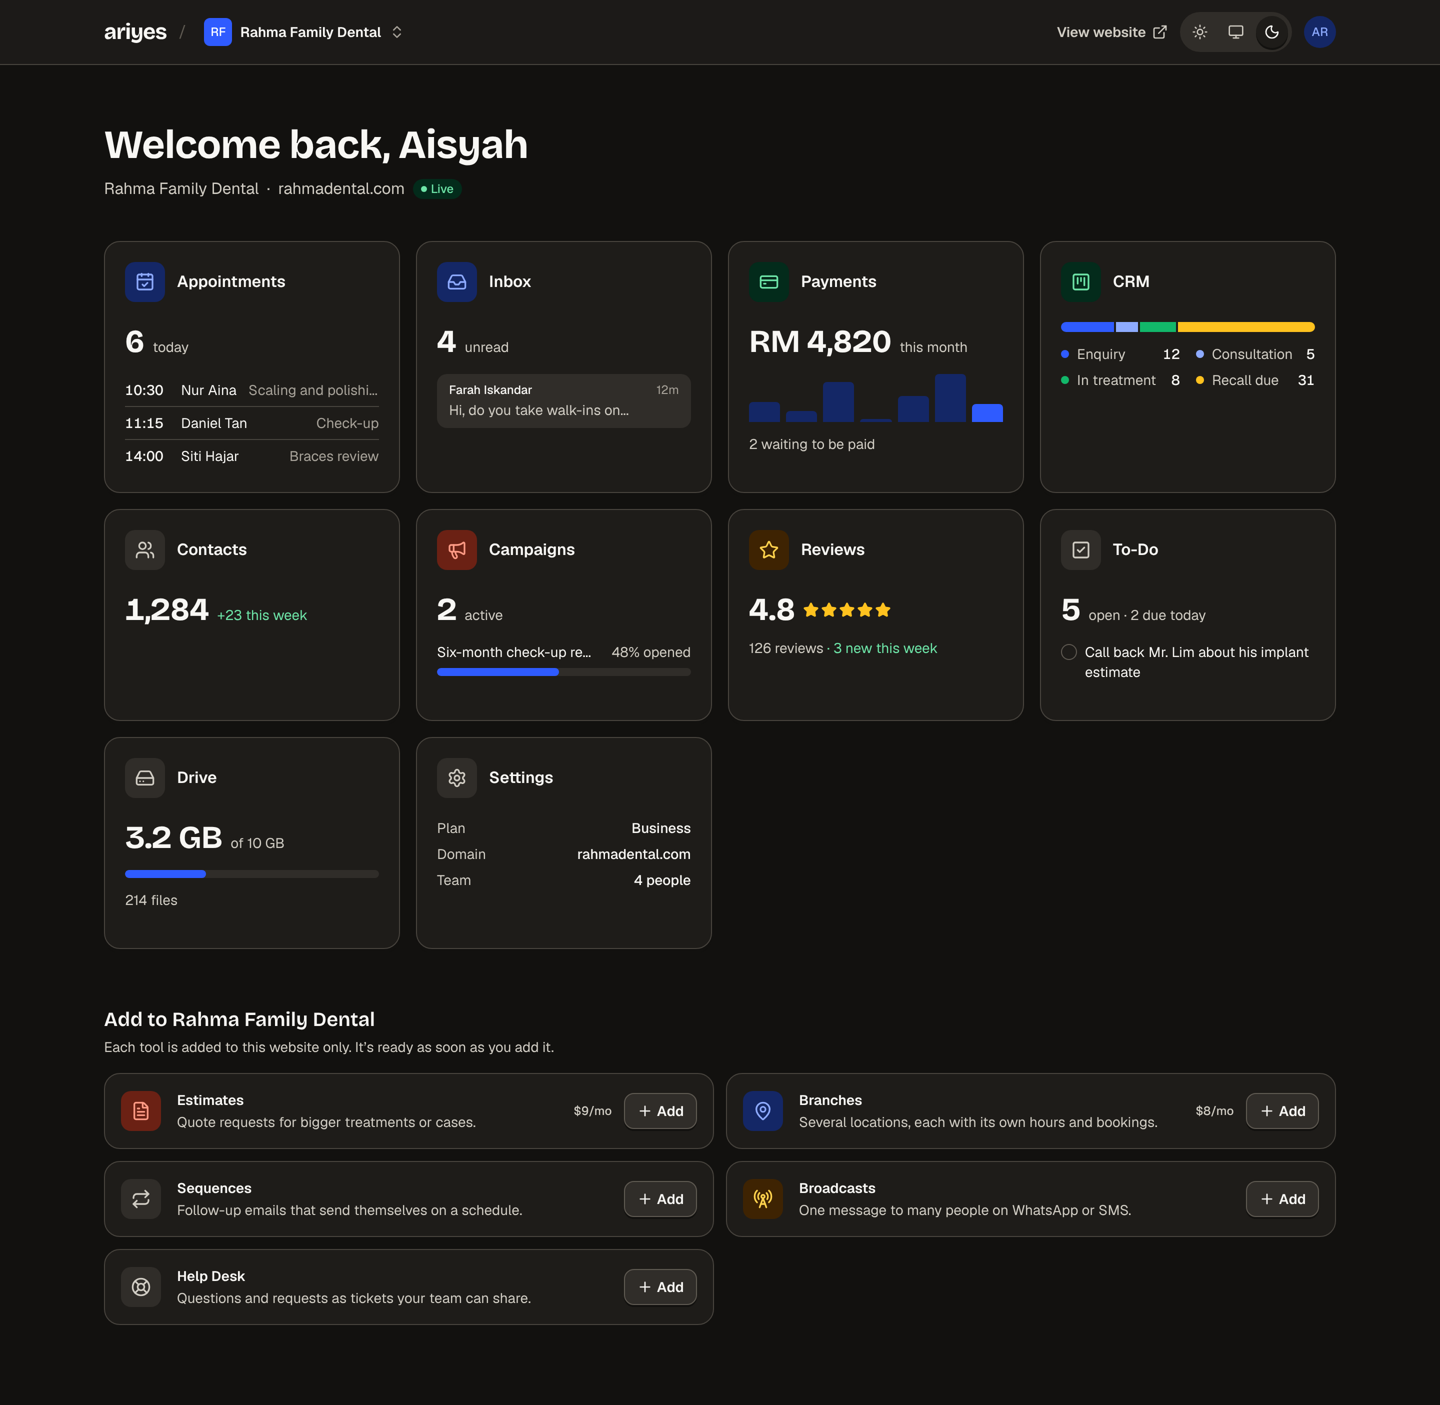 ariyes / RF Rahma Family Dental
View website
AR
Welcome back, Aisyah
Rahma Family Dental · rahmadental.com Live
Appointments
6 today
10:30 Nur Aina Scaling and polishi...
11:15 Daniel Tan Check-up
14:00 Siti Hajar Braces review
Inbox
4 unread
Farah Iskandar 12m
Hi, do you take walk-ins on...
Payments
RM 4,820 this month
2 waiting to be paid
CRM
Enquiry 12 Consultation 5
In treatment 8 Recall due 31
Contacts
1,284 +23 this week
Campaigns
2 active
Six-month check-up re... 48% opened
Reviews
4.8
126 reviews · 3 new this week
To-Do
5 open · 2 due today
Call back Mr. Lim about his implant
estimate
Drive
3.2 GB of 10 GB
214 files
Settings
Plan Business
Domain rahmadental.com
Team 4 people
Add to Rahma Family Dental
Each tool is added to this website only. It's ready as soon as you add it.
Estimates
Quote requests for bigger treatments or cases.
$9/mo + Add
Branches
Several locations, each with its own hours and bookings.
$8/mo + Add
Sequences
Follow-up emails that send themselves on a schedule.
+ Add
Broadcasts
One message to many people on WhatsApp or SMS.
+ Add
Help Desk
Questions and requests as tickets your team can share.
+ Add